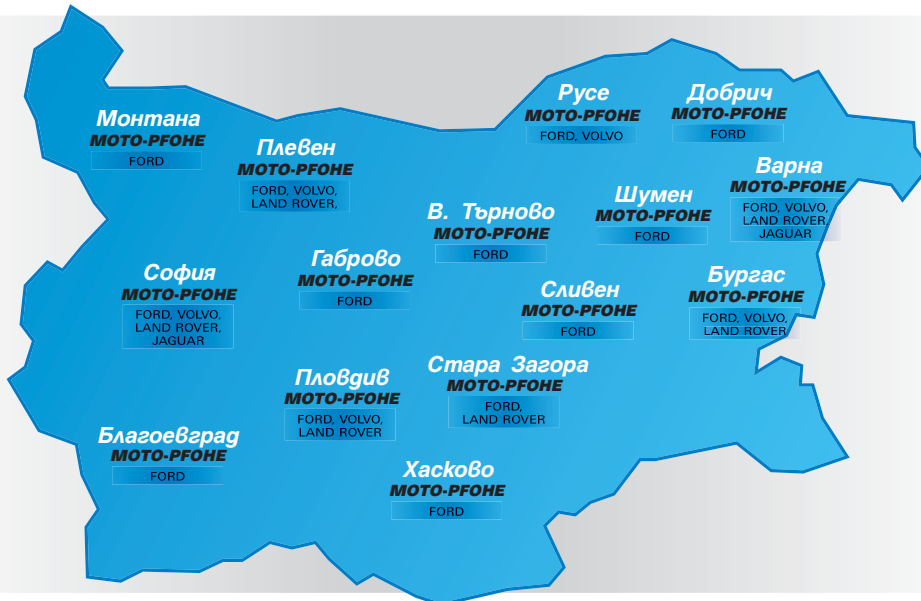 Монтана
МОТО-PFOHE
FORD
Плевен
МОТО-PFOHE
FORD, VOLVO,
LAND ROVER,
Русе
МОТО-PFOHE
FORD, VOLVO
Добрич
МОТО-PFOHE
FORD
Варна
МОТО-PFOHE
FORD, VOLVO,
LAND ROVER,
JAGUAR
В. Търново
МОТО-PFOHE
FORD
Шумен
МОТО-PFOHE
FORD
София
МОТО-PFOHE
FORD, VOLVO,
LAND ROVER,
JAGUAR
Габрово
МОТО-PFOHE
FORD
Сливен
МОТО-PFOHE
FORD
Бургас
МОТО-PFOHE
FORD, VOLVO,
LAND ROVER
Пловдив
МОТО-PFOHE
FORD, VOLVO,
LAND ROVER
Стара Загора
МОТО-PFOHE
FORD,
LAND ROVER
Благоевград
МОТО-PFOHE
FORD
Хасково
МОТО-PFOHE
FORD